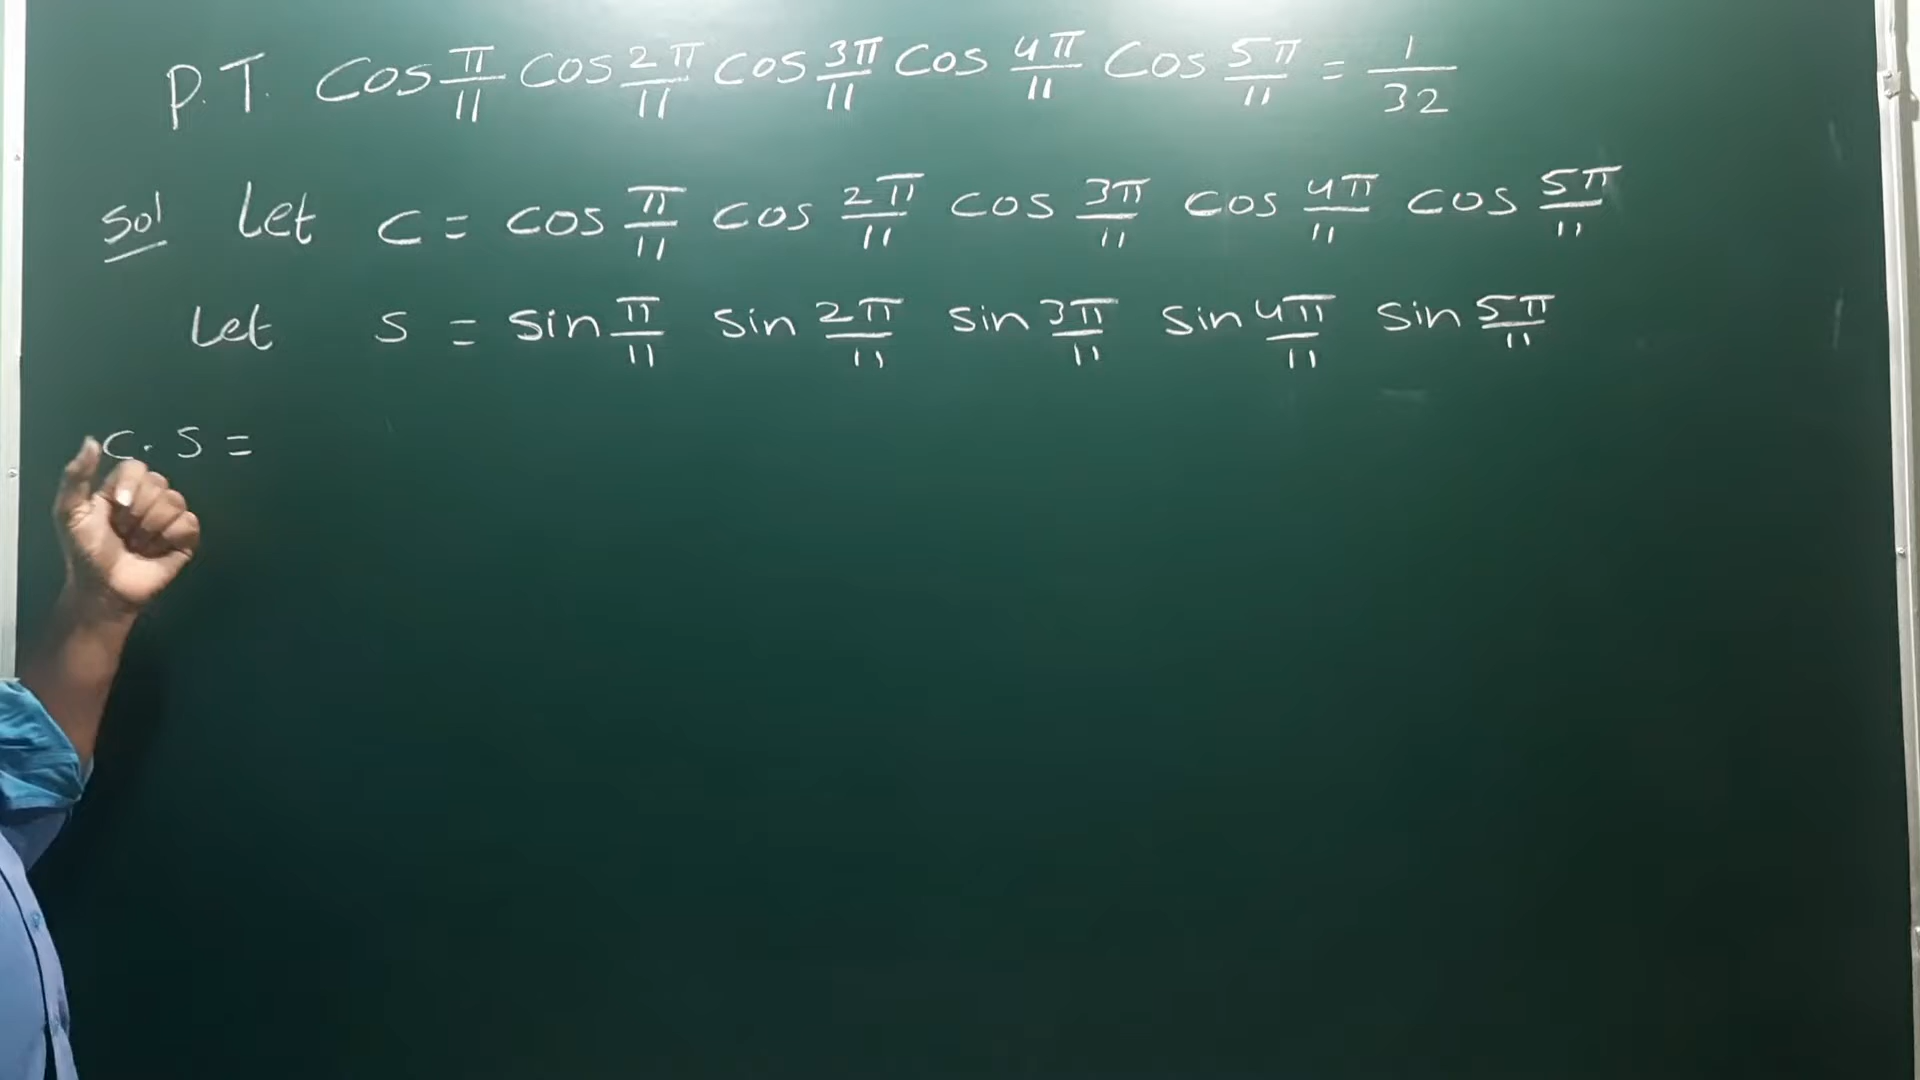 P.T. Cos π/11 Cos 2π/11 Cos 3π/11 Cos 4π/11 Cos 5π/11 = 1/32
Sol Let C = cos π/11 cos 2π/11 cos 3π/11 cos 4π/11 cos 5π/11
Let S = sin π/11 sin 2π/11 sin 3π/11 sin 4π/11 sin 5π/11
C. S =